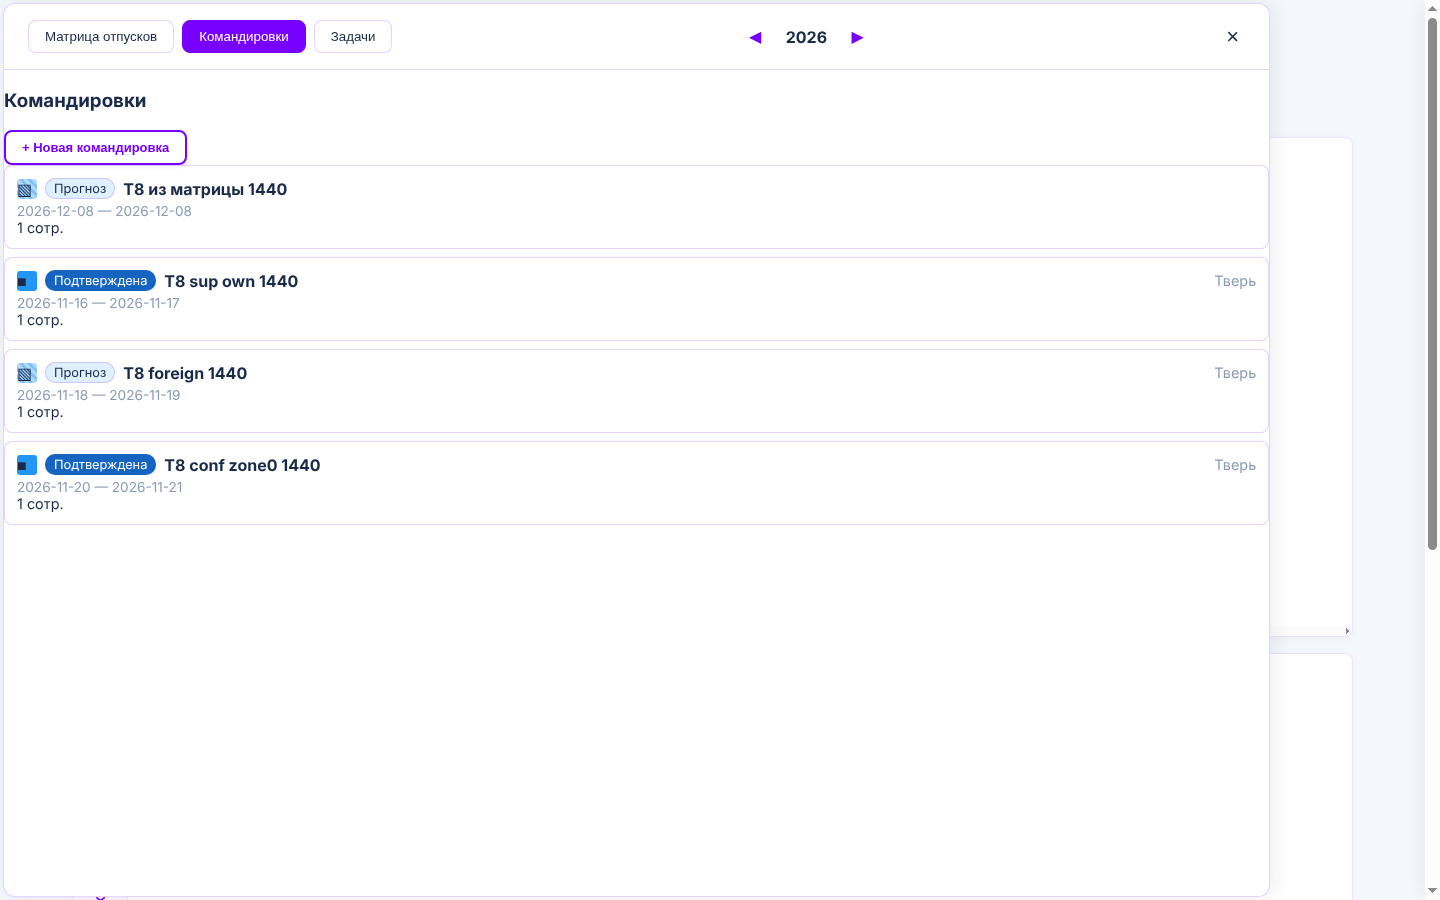 Матрица отпусков Командировки Задачи ◀ 2026 ▶ ×
Командировки
+ Новая командировка
Прогноз T8 из матрицы 1440
2026-12-08 — 2026-12-08
1 сотр.
Подтверждена T8 sup own 1440 Тверь
2026-11-16 — 2026-11-17
1 сотр.
Прогноз T8 foreign 1440 Тверь
2026-11-18 — 2026-11-19
1 сотр.
Подтверждена T8 conf zone0 1440 Тверь
2026-11-20 — 2026-11-21
1 сотр.